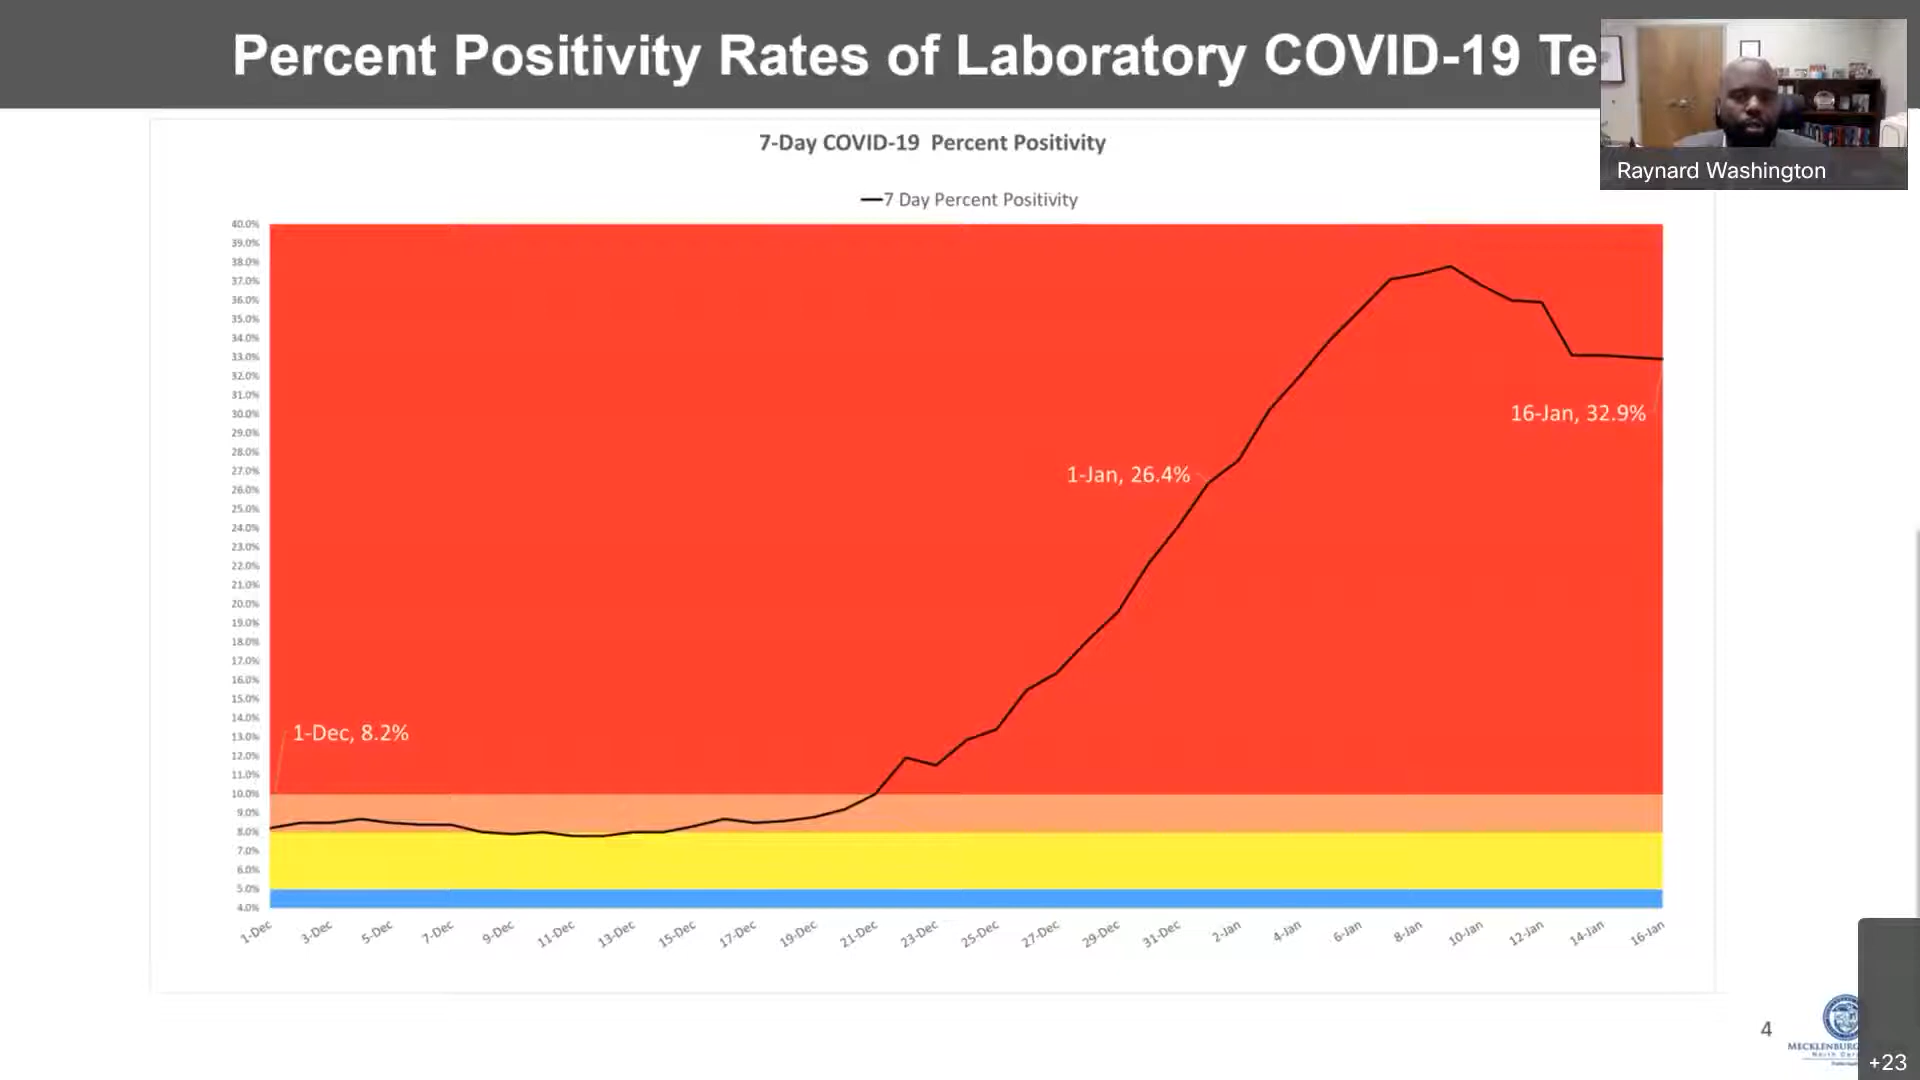 Percent Positivity Rates of Laboratory COVID-19 Te
Raynard Washington
7-Day COVID-19  Percent Positivity
7 Day Percent Positivity
40.0%
39.0%
38.0%
37.0%
36.0%
35.0%
34.0%
33.0%
32.0%
31.0%
30.0%
29.0%
28.0%
27.0%
26.0%
25.0%
24.0%
23.0%
22.0%
21.0%
20.0%
19.0%
18.0%
17.0%
16.0%
15.0%
14.0%
13.0%
12.0%
11.0%
10.0%
9.0%
8.0%
7.0%
6.0%
5.0%
4.0%
16-Jan, 32.9%
1-Jan, 26.4%
1-Dec, 8.2%
1-Dec
3-Dec
5-Dec
7-Dec
9-Dec
11-Dec
13-Dec
15-Dec
17-Dec
19-Dec
21-Dec
23-Dec
25-Dec
27-Dec
29-Dec
31-Dec
2-Jan
4-Jan
6-Jan
8-Jan
10-Jan
12-Jan
14-Jan
16-Jan
4
MECKLENBURG
North
+23